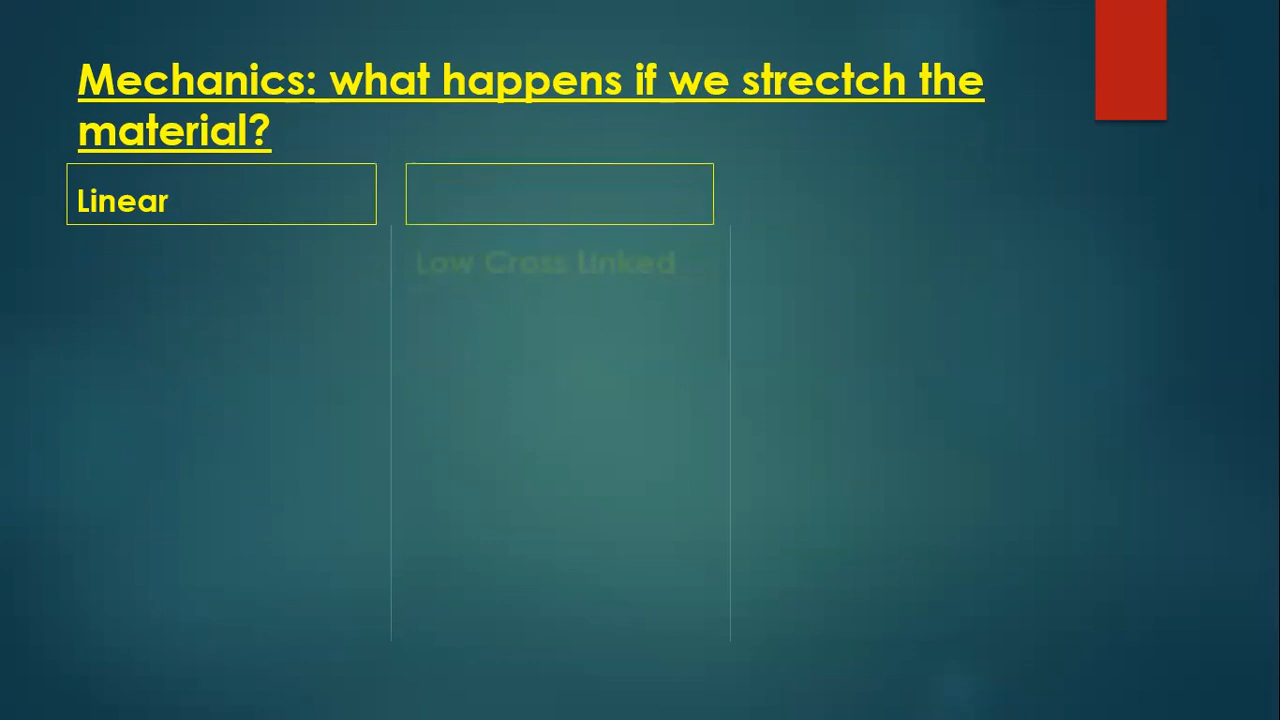 Mechanics: what happens if we strectch the
material?
Linear
Low Cross Linked